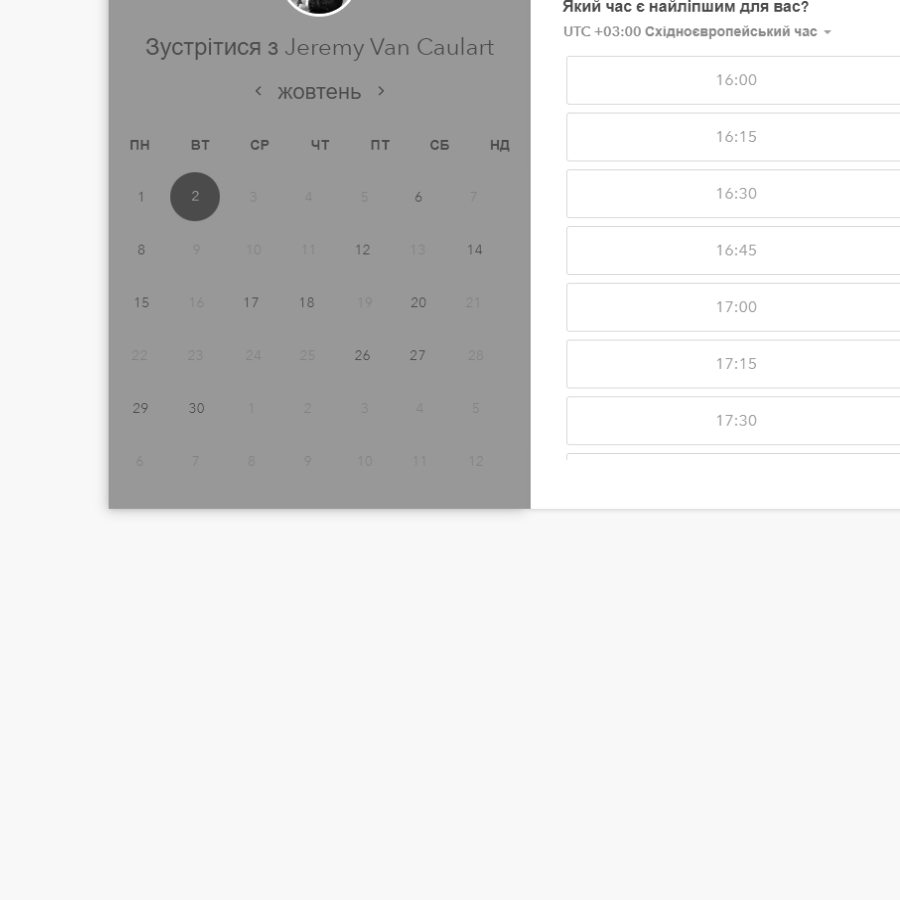 Зустрітися з Jeremy Van Caulart
‹ жовтень ›
ПН ВТ СР ЧТ ПТ СБ НД
1 2 3 4 5 6 7
8 9 10 11 12 13 14
15 16 17 18 19 20 21
22 23 24 25 26 27 28
29 30 1 2 3 4 5
6 7 8 9 10 11 12
Який час є найліпшим для вас?
UTC +03:00 Східноєвропейський час
16:00
16:15
16:30
16:45
17:00
17:15
17:30